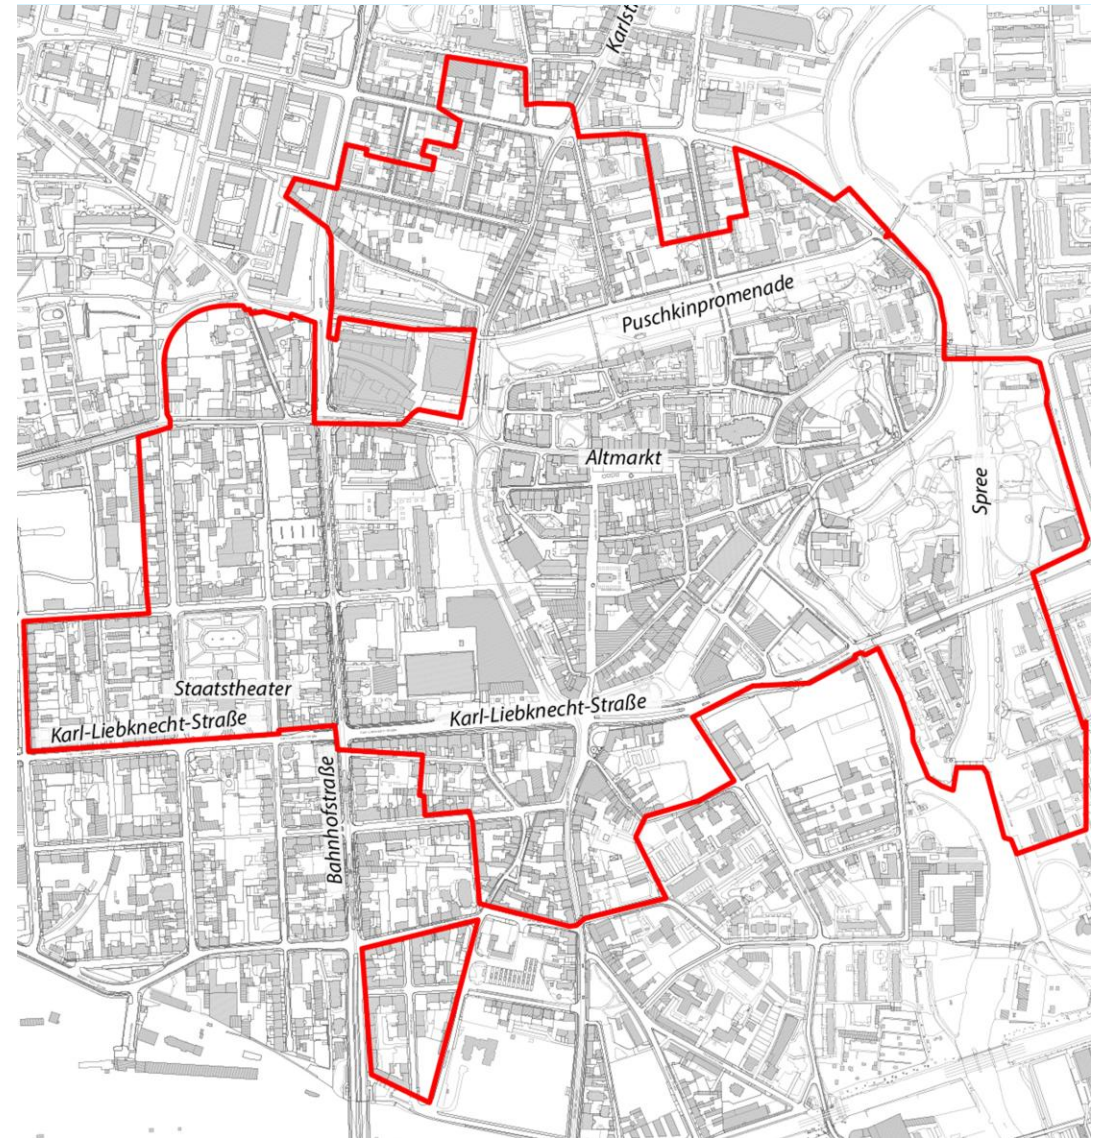 Karlst
Puschkinpromenade
Altmarkt
Spree
Staatstheater
Karl-Liebknecht-Straße
Karl-Liebknecht-Straße
Bahnhofstraße